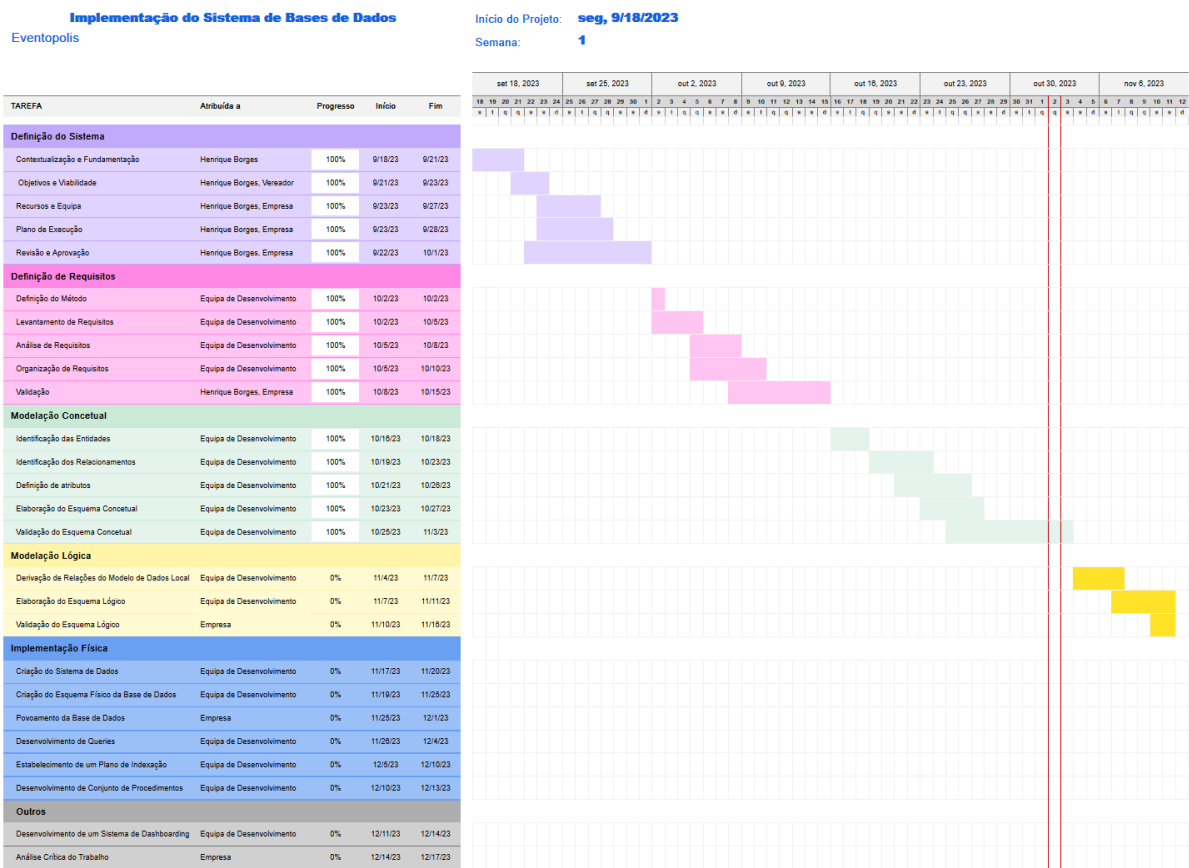 Implementação do Sistema de Bases de Dados
Início do Projeto: seg, 9/18/2023
Eventopolis
Semana: 1
set 18, 2023 set 25, 2023 out 2, 2023 out 9, 2023 out 16, 2023 out 23, 2023 out 30, 2023 nov 6, 2023
TAREFA Atribuída a Progresso Início Fim
18 19 20 21 22 23 24 25 26 27 28 29 30 1 2 3 4 5 6 7 8 9 10 11 12 13 14 15 16 17 18 19 20 21 22 23 24 25 26 27 28 29 30 31 1 2 3 4 5 6 7 8 9 10 11 12
s t q q s s d s t q q s s d s t q q s s d s t q q s s d s t q q s s d s t q q s s d s t q q s s d s t q q s s d
Definição do Sistema
Contextualização e Fundamentação Henrique Borges 100% 9/18/23 9/21/23
Objetivos e Viabilidade Henrique Borges, Vereador 100% 9/21/23 9/23/23
Recursos e Equipa Henrique Borges, Empresa 100% 9/23/23 9/27/23
Plano de Execução Henrique Borges, Empresa 100% 9/23/23 9/28/23
Revisão e Aprovação Henrique Borges, Empresa 100% 9/22/23 10/1/23
Definição de Requisitos
Definição do Método Equipa de Desenvolvimento 100% 10/2/23 10/2/23
Levantamento de Requisitos Equipa de Desenvolvimento 100% 10/2/23 10/5/23
Análise de Requisitos Equipa de Desenvolvimento 100% 10/5/23 10/8/23
Organização de Requisitos Equipa de Desenvolvimento 100% 10/5/23 10/10/23
Validação Henrique Borges, Empresa 100% 10/8/23 10/15/23
Modelação Concetual
Identificação das Entidades Equipa de Desenvolvimento 100% 10/16/23 10/18/23
Identificação dos Relacionamentos Equipa de Desenvolvimento 100% 10/19/23 10/23/23
Definição de atributos Equipa de Desenvolvimento 100% 10/21/23 10/26/23
Elaboração do Esquema Concetual Equipa de Desenvolvimento 100% 10/23/23 10/27/23
Validação do Esquema Concetual Equipa de Desenvolvimento 100% 10/25/23 11/3/23
Modelação Lógica
Derivação de Relações do Modelo de Dados Local Equipa de Desenvolvimento 0% 11/4/23 11/7/23
Elaboração do Esquema Lógico Equipa de Desenvolvimento 0% 11/7/23 11/11/23
Validação do Esquema Lógico Empresa 0% 11/10/23 11/16/23
Implementação Física
Criação do Sistema de Dados Equipa de Desenvolvimento 0% 11/17/23 11/20/23
Criação do Esquema Físico da Base de Dados Equipa de Desenvolvimento 0% 11/19/23 11/25/23
Povoamento da Base de Dados Empresa 0% 11/25/23 12/1/23
Desenvolvimento de Queries Equipa de Desenvolvimento 0% 11/26/23 12/4/23
Estabelecimento de um Plano de Indexação Equipa de Desenvolvimento 0% 12/5/23 12/10/23
Desenvolvimento de Conjunto de Procedimentos Equipa de Desenvolvimento 0% 12/10/23 12/13/23
Outros
Desenvolvimento de um Sistema de Dashboarding Equipa de Desenvolvimento 0% 12/11/23 12/14/23
Análise Crítica do Trabalho Empresa 0% 12/14/23 12/17/23